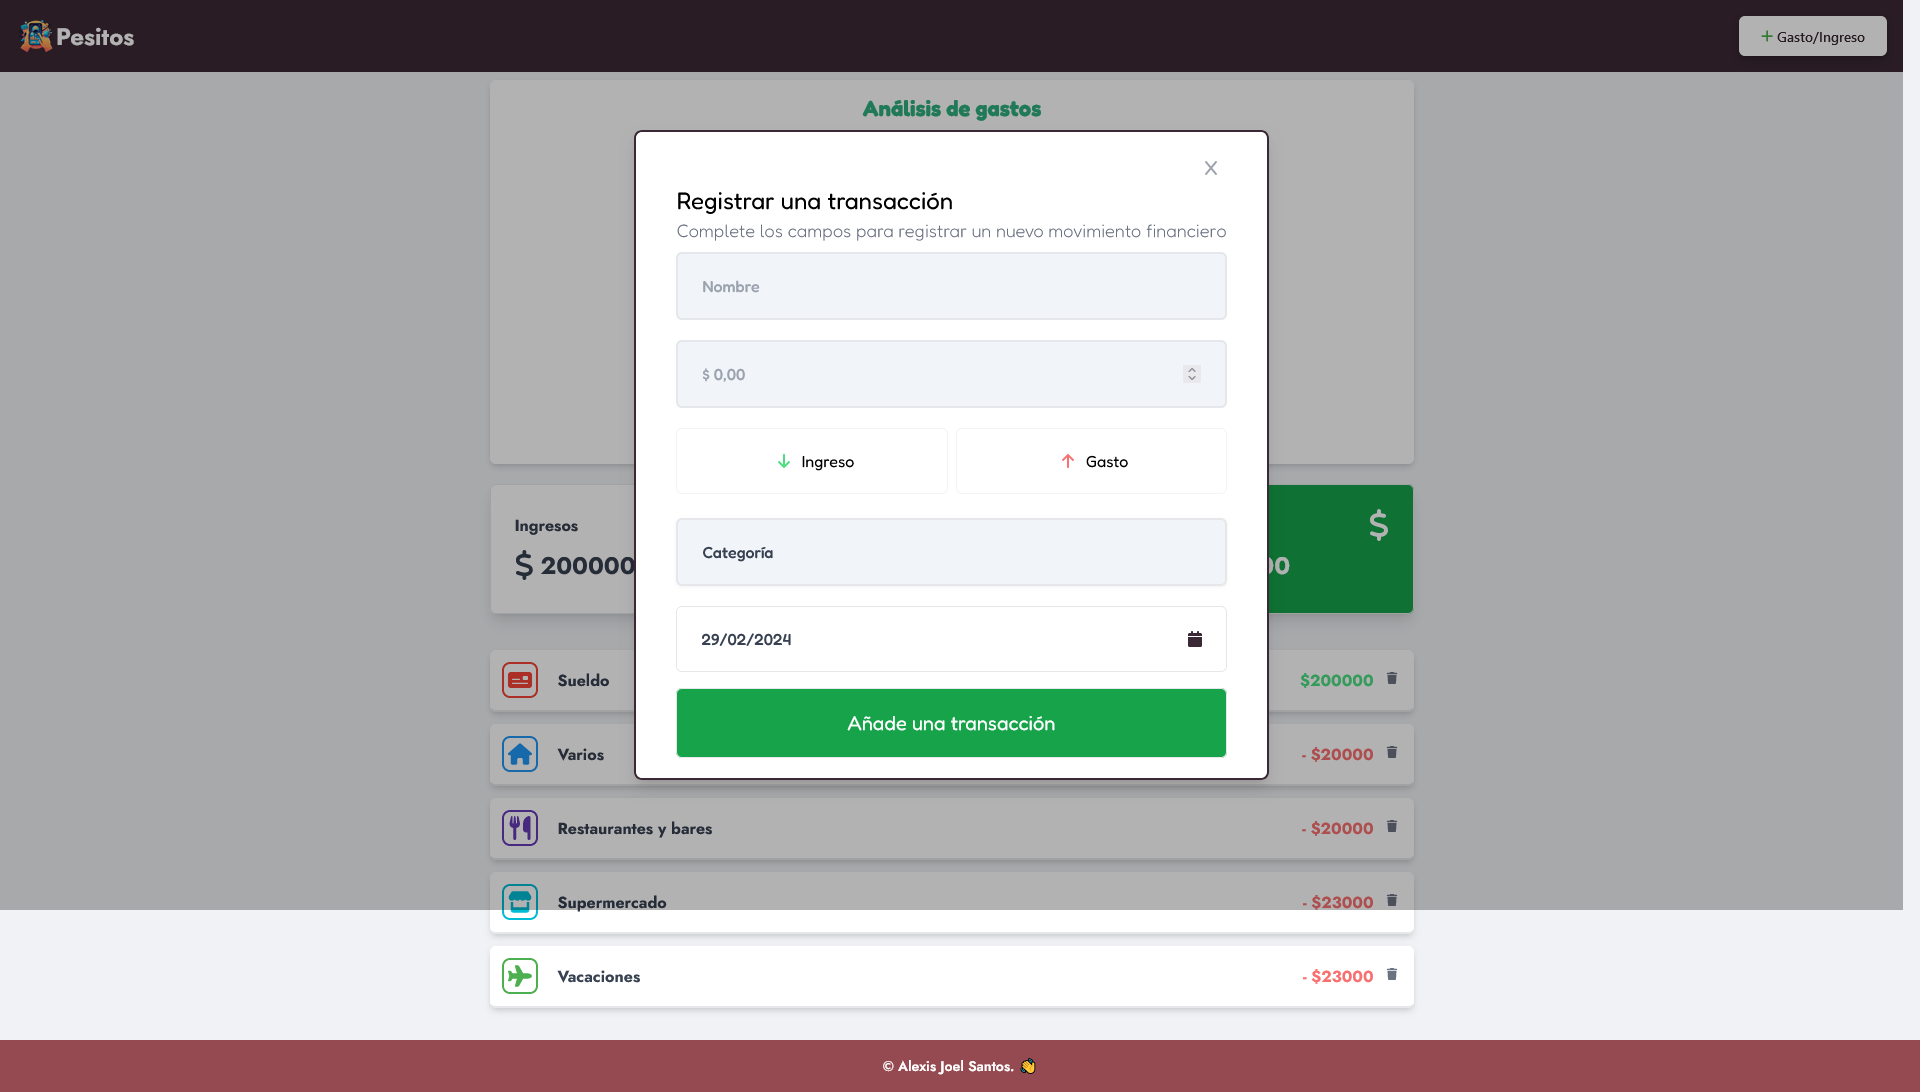 Pesitos
+ Gasto/Ingreso
Análisis de gastos
X
Registrar una transacción
Complete los campos para registrar un nuevo movimiento financiero
Nombre
$ 0,00
Ingreso
Gasto
Ingresos
$
$ 200000
00
Categoría
29/02/2024
Sueldo
$200000
Añade una transacción
Varios
- $20000
Restaurantes y bares
- $20000
Supermercado
- $23000
Vacaciones
- $23000
© Alexis Joel Santos. 👏